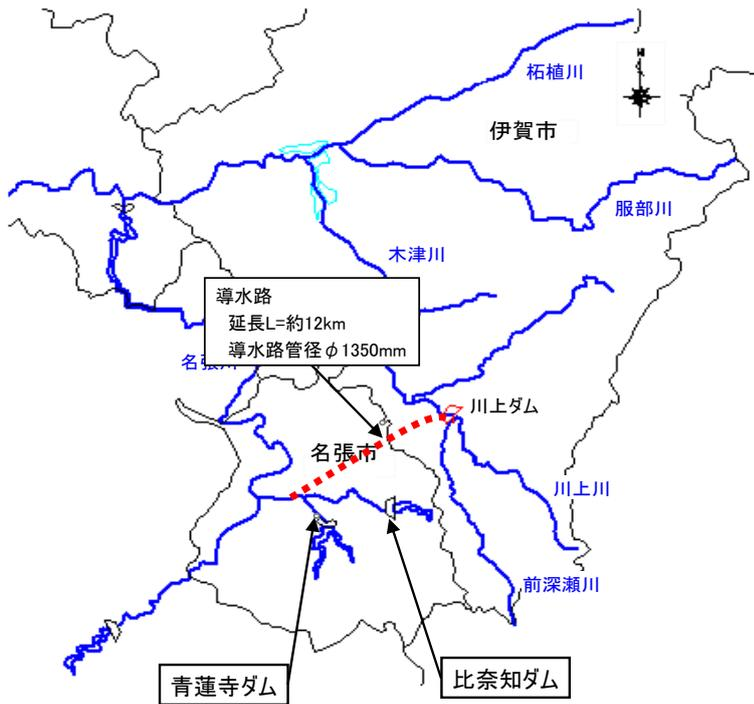 柘植川
N
伊賀市
服部川
木津川
導水路
延長L=約12km
導水路管径φ1350mm
名張川
川上ダム
名張市
川上川
前深瀬川
青蓮寺ダム
比奈知ダム